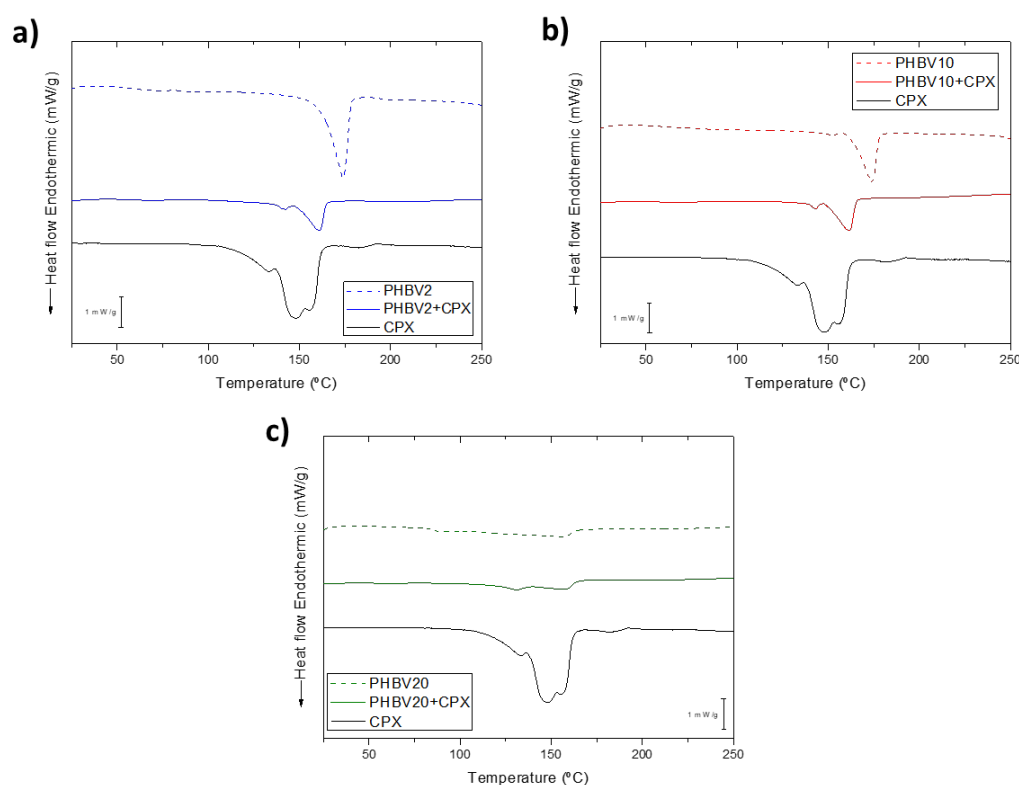 a)
Heat flow Endothermic (mW/g)
PHBV2
PHBV2+CPX
CPX
1 mW/g
50 100 150 200 250
Temperature (ºC)
b)
Heat flow Endothermic (mW/g)
PHBV10
PHBV10+CPX
CPX
1 mW/g
50 100 150 200 250
Temperature (ºC)
c)
Heat flow Endothermic (mW/g)
PHBV20
PHBV20+CPX
CPX
1 mW/g
50 100 150 200 250
Temperature (ºC)